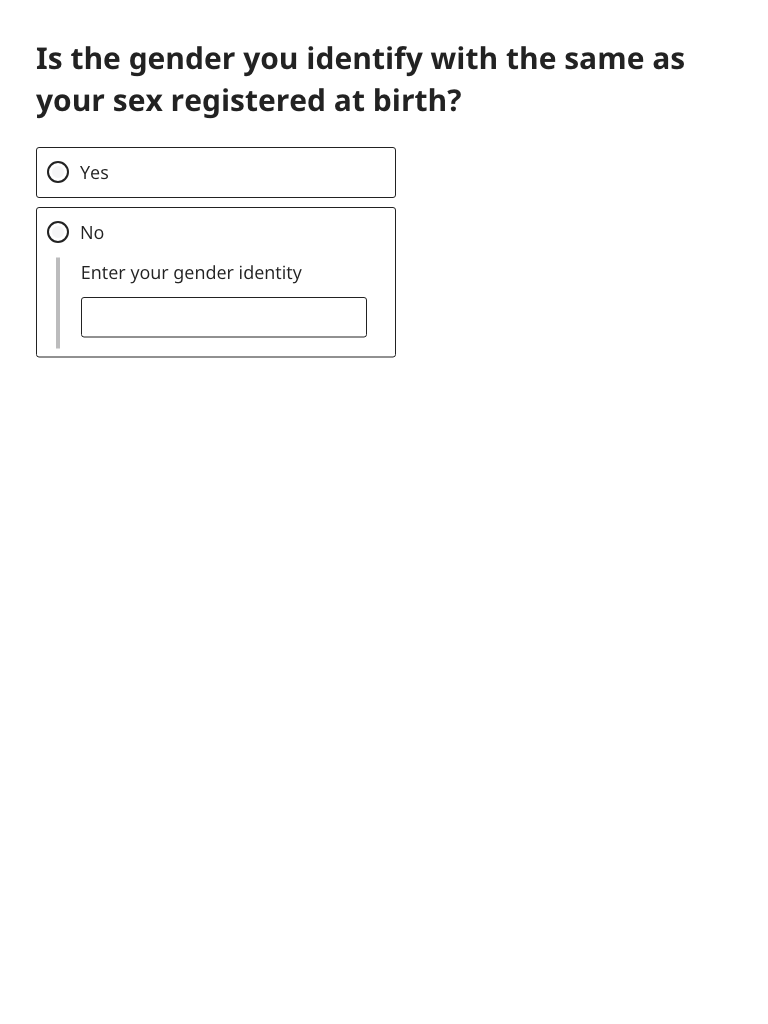 Is the gender you identify with the same as
your sex registered at birth?
Yes
No
Enter your gender identity